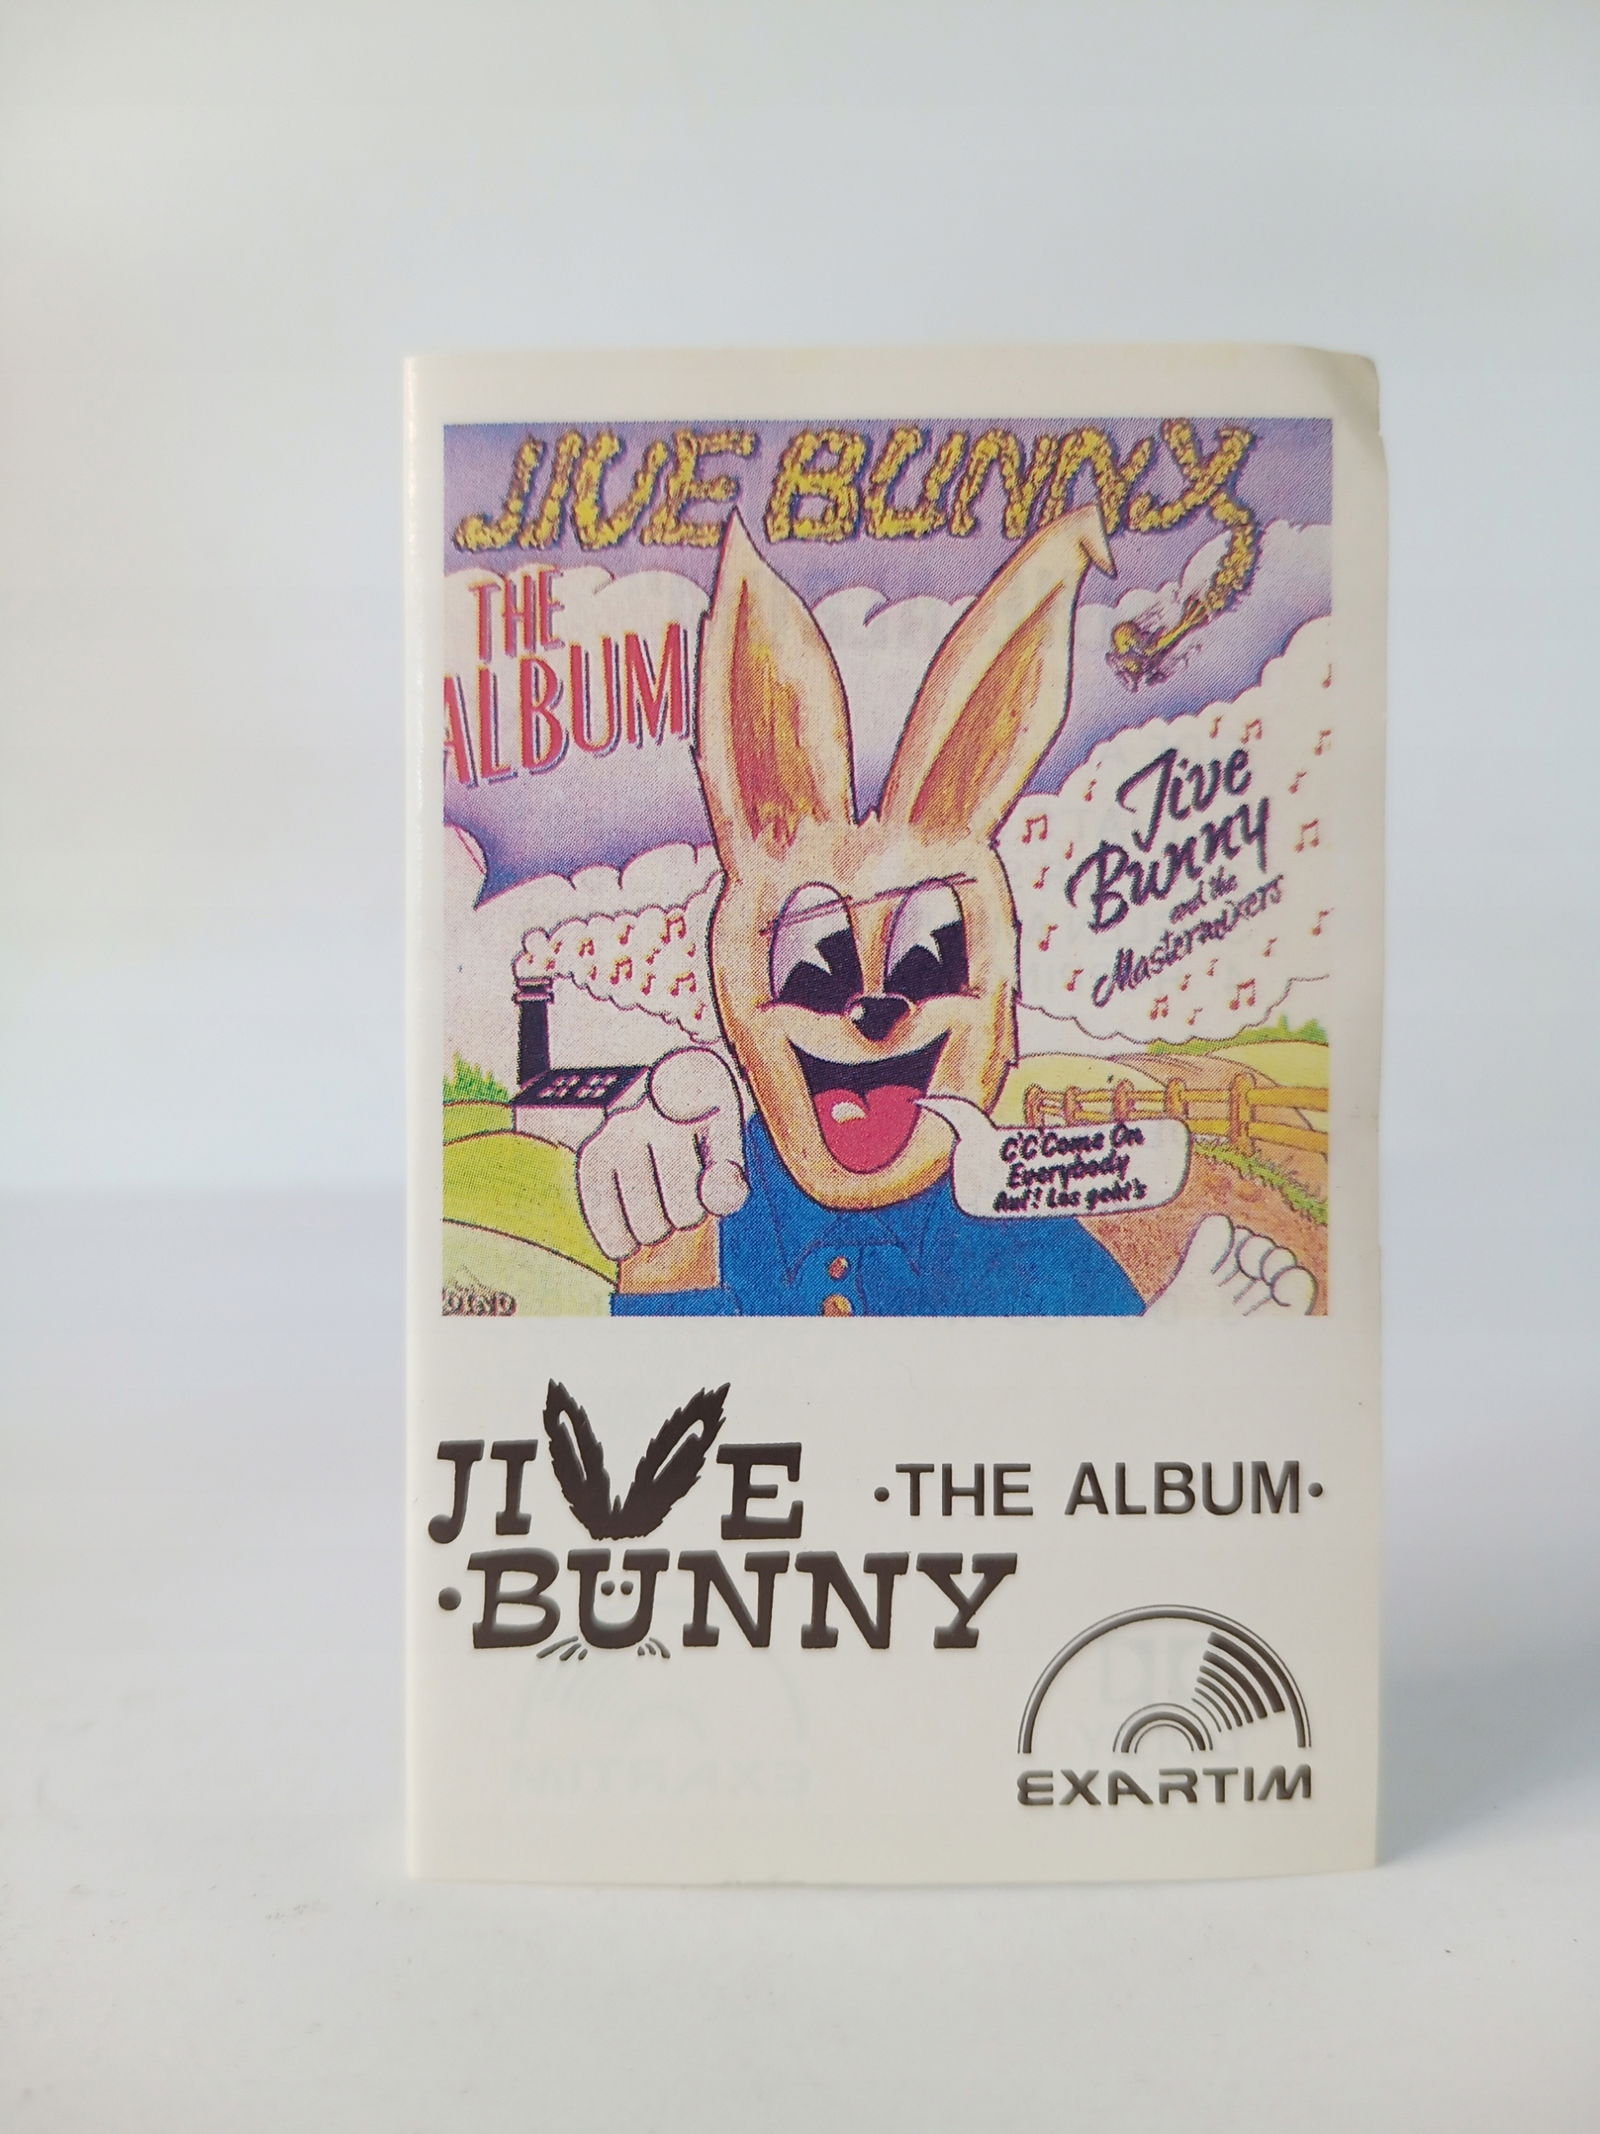 JIVE BUNNY
THE
ALBUM
Jive
Bunny
and the
Mastermixers
C'C'Come On
Everybody
Auf! Los geht's
JIVE
·THE ALBUM·
·BUNNY
EXARTIM